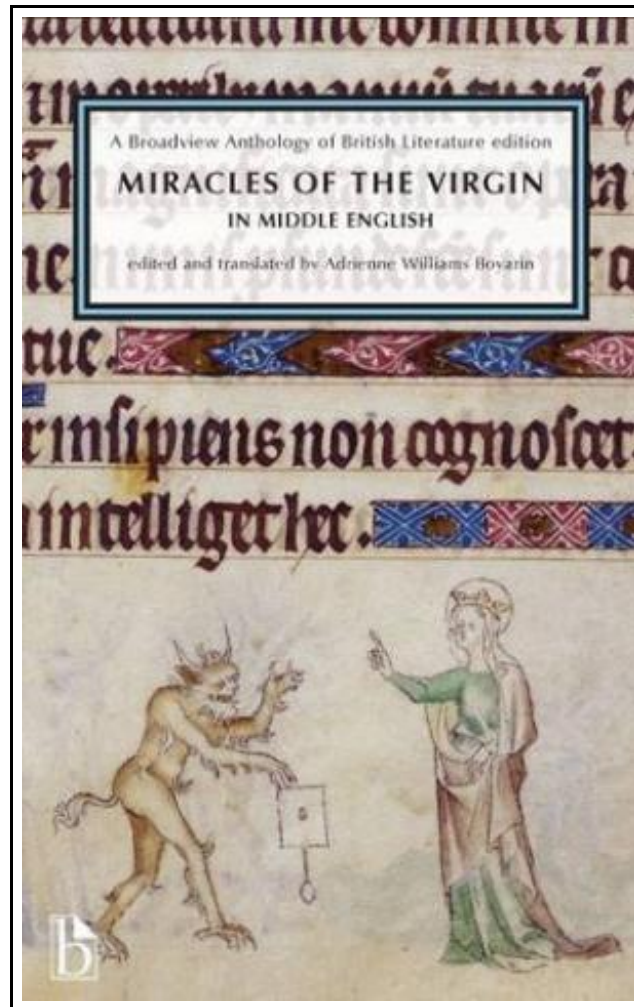 A Broadview Anthology of British Literature edition
MIRACLES OF THE VIRGIN
IN MIDDLE ENGLISH
edited and translated by Adrienne Williams Boyarin
tue.
r insipiens non cognoscet
intelliget hec.
b